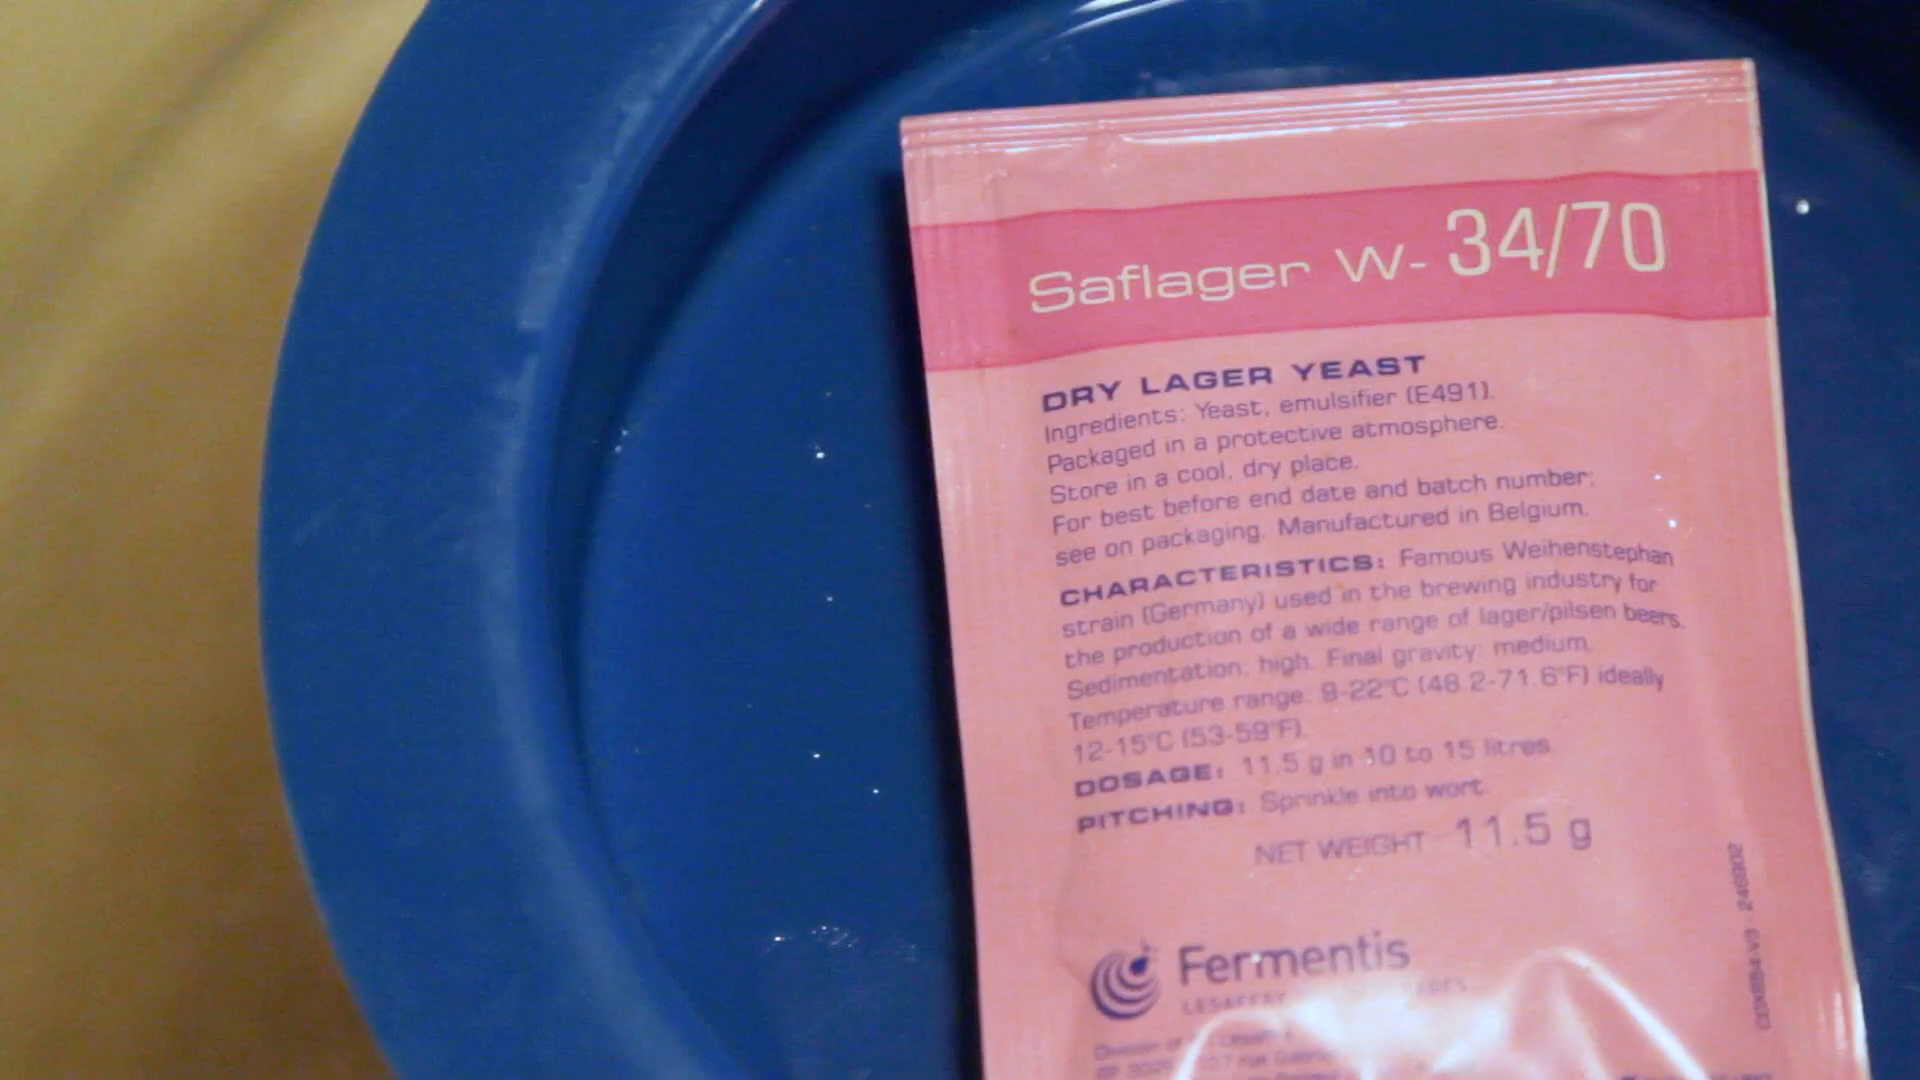 Saflager W- 34/70
DRY LAGER YEAST
Ingredients: Yeast, emulsifier (E491).
Packaged in a protective atmosphere.
Store in a cool, dry place.
For best before end date and batch number:
see on packaging. Manufactured in Belgium.
CHARACTERISTICS: Famous Weihenstephan
strain (Germany) used in the brewing industry for
the production of a wide range of lager/pilsen beers.
Sedimentation: high. Final gravity: medium.
Temperature range: 9-22°C (48.2-71.6°F) ideally
12-15°C (53-59°F).
DOSAGE: 11.5 g in 10 to 15 litres
PITCHING: Sprinkle into wort.
NET WEIGHT 11.5 g
Fermentis
Division of